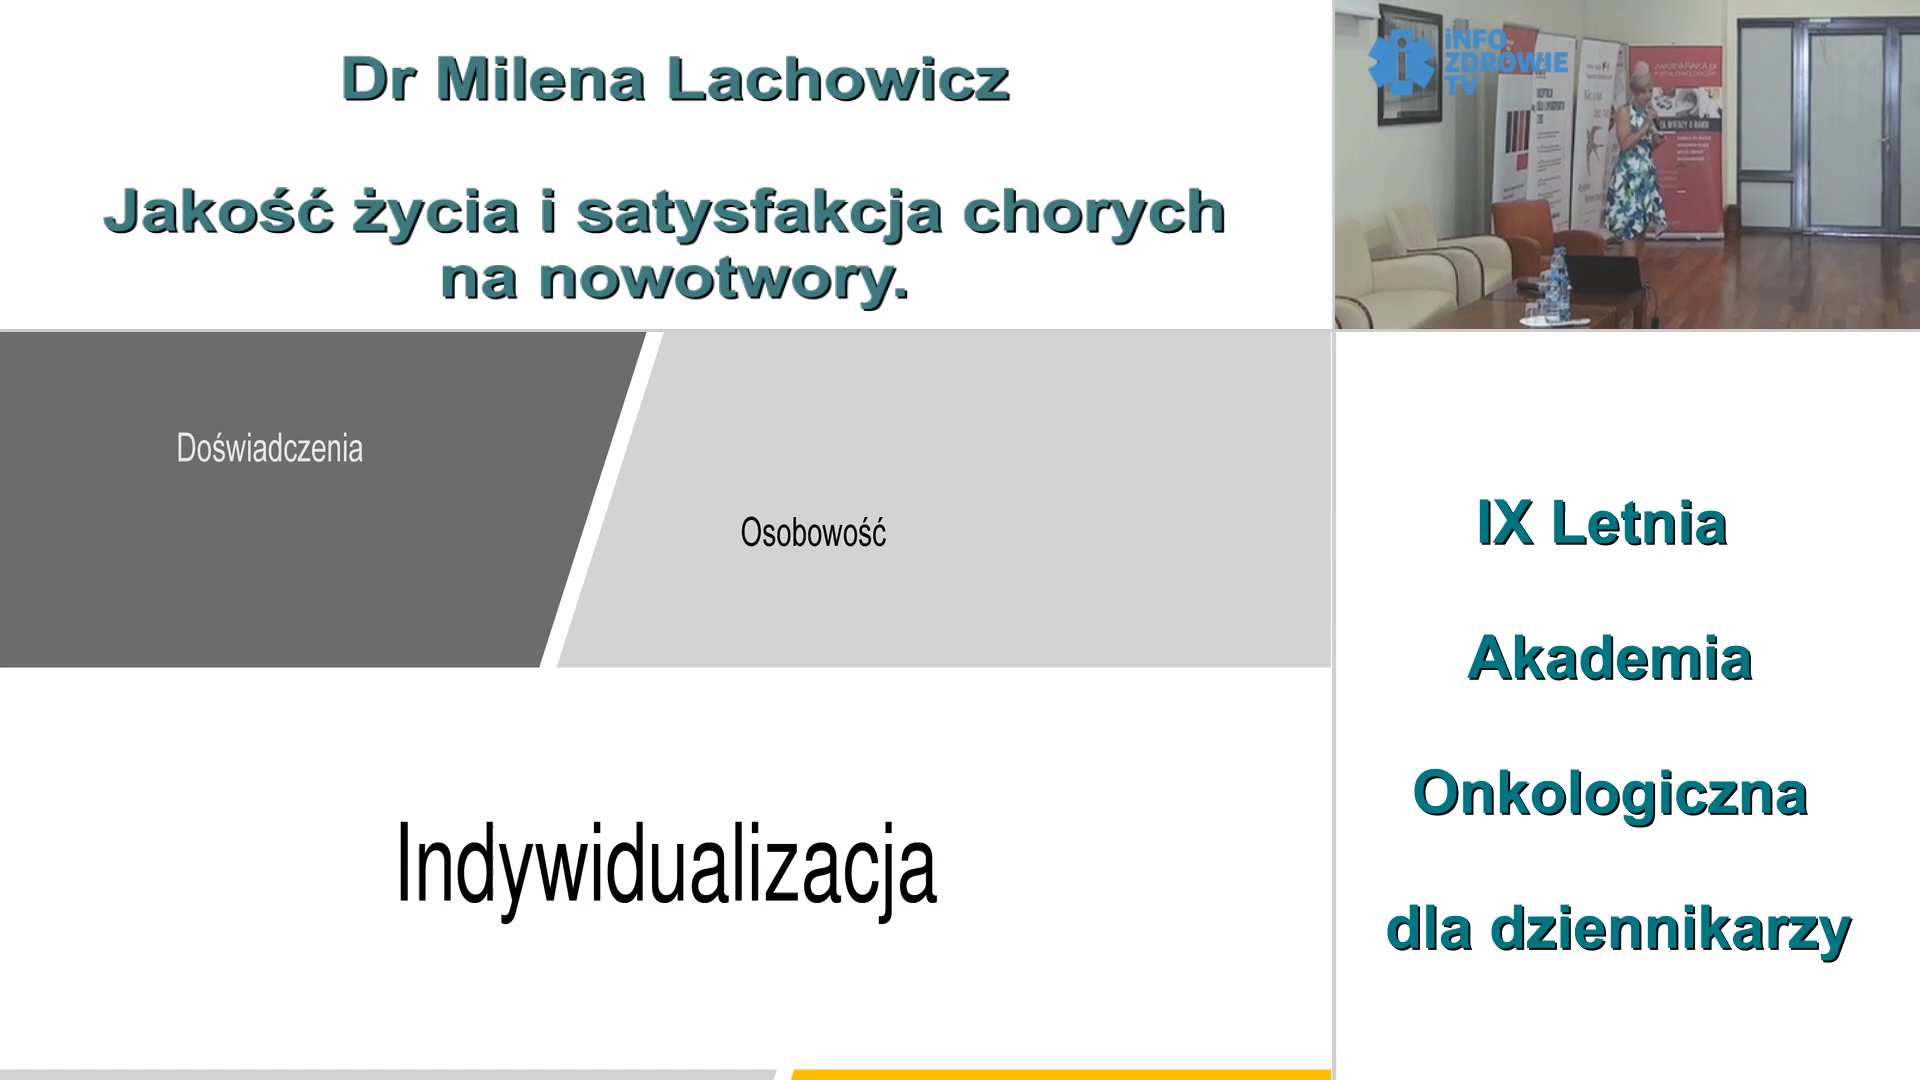 Dr Milena Lachowicz
Jakość życia i satysfakcja chorych
na nowotwory.
iNFO
ZDROWIE
TV
Doświadczenia
Osobowość
Indywidualizacja
IX Letnia
Akademia
Onkologiczna
dla dziennikarzy